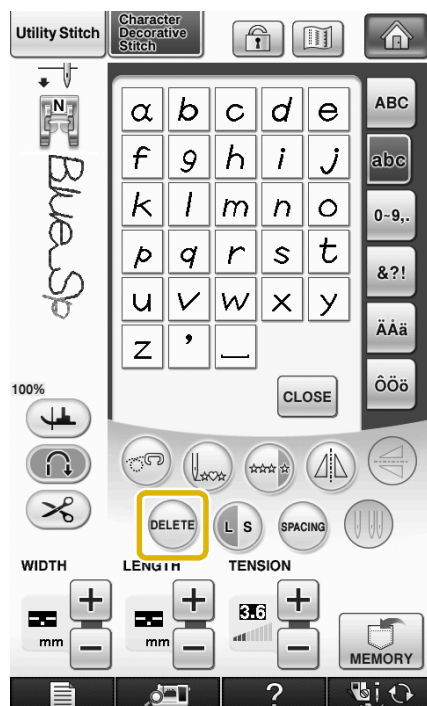 Utility Stitch
Character
Decorative
Stitch
N
Blue_Sp
a b c d e
f g h i j
k l m n o
p q r s t
u v w x y
z ' _
ABC
abc
0~9,.
&?!
ÄÅä
ÔÖö
CLOSE
100%
DELETE
L S
SPACING
WIDTH
LENGTH
TENSION
+
+
3.6
+
mm
−
mm
−
−
MEMORY
?